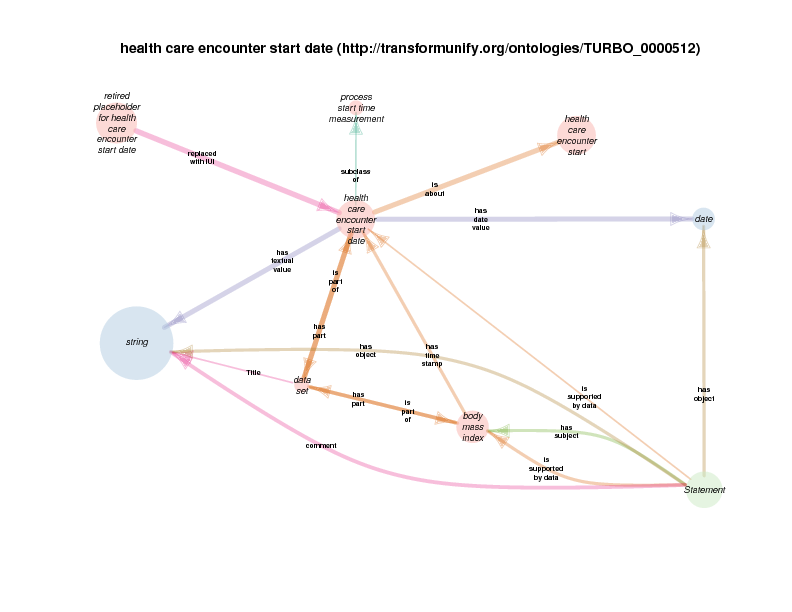 health care encounter start date (http://transformunify.org/ontologies/TURBO_0000512)
retired
placeholder
for health
care
encounter
start date
process
start time
measurement
health
care
encounter
start
replaced
with IUI
subclass
of
is
about
health
care
encounter
start
date
has
date
value
date
has
textual
value
is
part
of
has
part
string
has
object
has
time
stamp
Title
data
set
has
part
is
part
of
is
supported
by data
has
object
body
mass
index
has
subject
comment
is
supported
by data
Statement